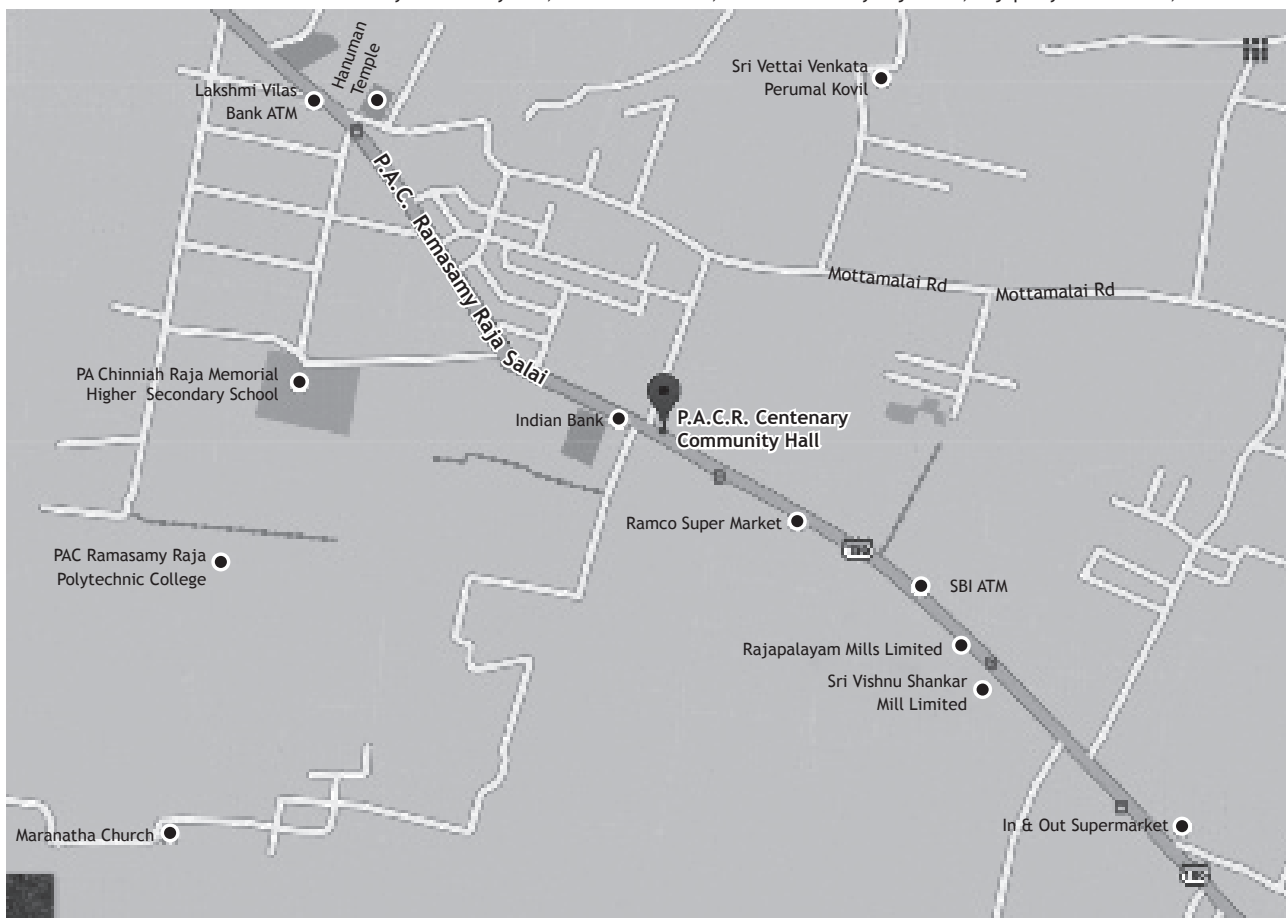 Hanuman
Temple
Lakshmi Vilas
Bank ATM
Sri Vettai Venkata
Perumal Kovil
P.A.C. Ramasamy Raja Salai
Mottamalai Rd
Mottamalai Rd
PA Chinniah Raja Memorial
Higher Secondary School
Indian Bank
P.A.C.R. Centenary
Community Hall
Ramco Super Market
PAC Ramasamy Raja
Polytechnic College
SBI ATM
Rajapalayam Mills Limited
Sri Vishnu Shankar
Mill Limited
In & Out Supermarket
Maranatha Church